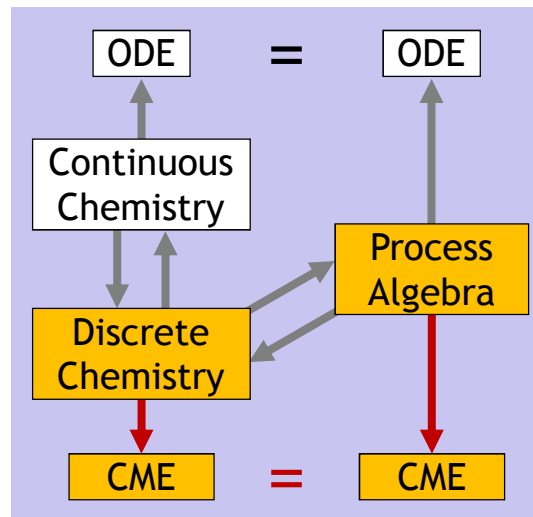 ODE = ODE
Continuous
Chemistry
Process
Algebra
Discrete
Chemistry
CME = CME